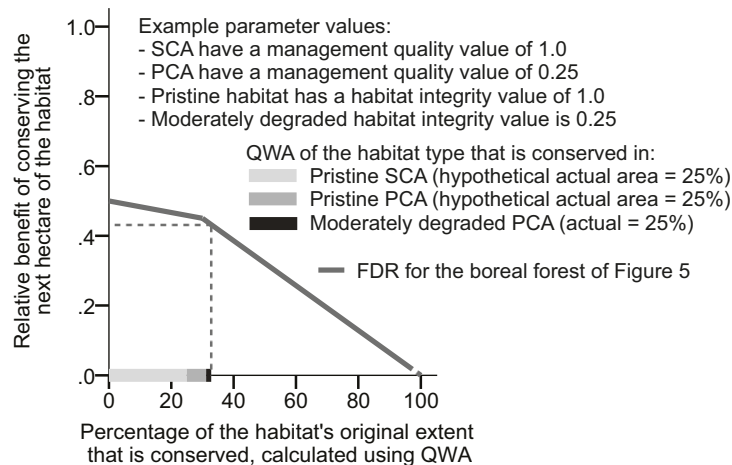 Example parameter values:
- SCA have a management quality value of 1.0
- PCA have a management quality value of 0.25
- Pristine habitat has a habitat integrity value of 1.0
- Moderately degraded habitat integrity value is 0.25
QWA of the habitat type that is conserved in:
Pristine SCA (hypothetical actual area = 25%)
Pristine PCA (hypothetical actual area = 25%)
Moderately degraded PCA (actual = 25%)
FDR for the boreal forest of Figure 5
Relative benefit of conserving the
next hectare of the habitat
1.0
.8
.6
.4
.2
.0
0 20 40 60 80 100
Percentage of the habitat's original extent
that is conserved, calculated using QWA